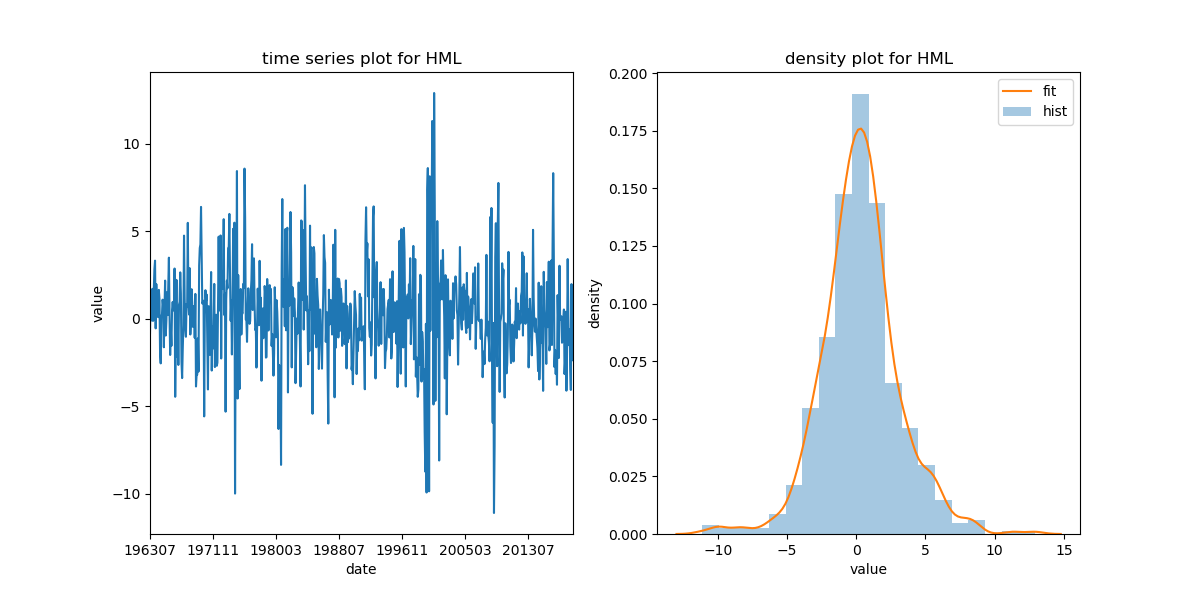 time series plot for HML
value
10
5
0
−5
−10
196307 197111 198003 198807 199611 200503 201307
date
density plot for HML
density
0.200
0.175
0.150
0.125
0.100
0.075
0.050
0.025
0.000
fit
hist
−10 −5 0 5 10 15
value